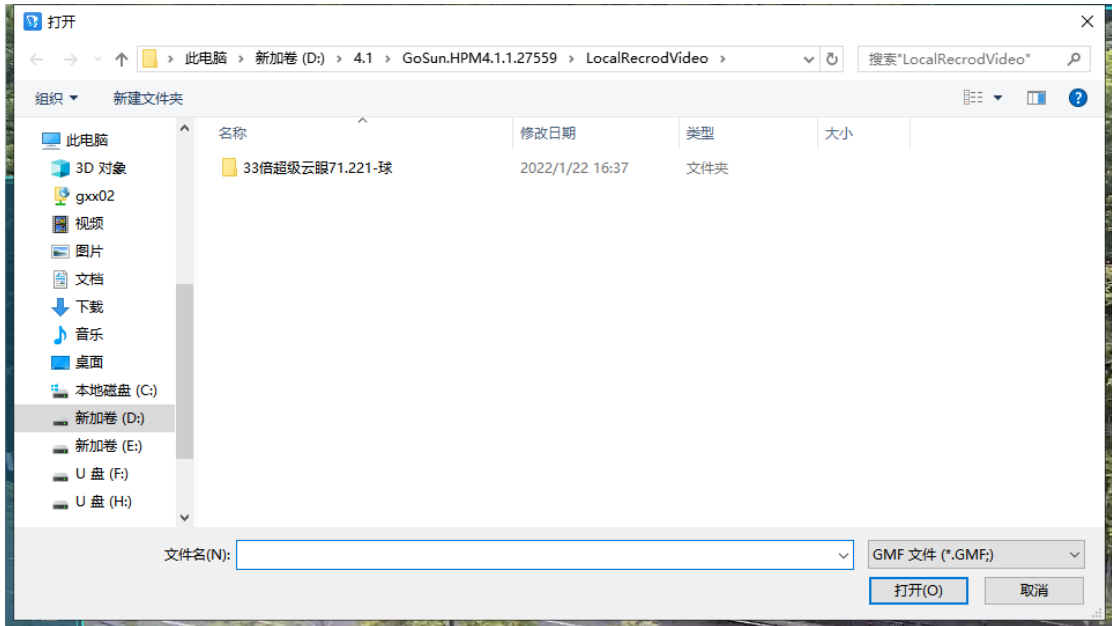 打开
此电脑 › 新加卷 (D:) › 4.1 › GoSun.HPM4.1.1.27559 › LocalRecrodVideo ›
搜索"LocalRecrodVideo"
组织 新建文件夹
名称 修改日期 类型 大小
33倍超级云眼71.221-球 2022/1/22 16:37 文件夹
此电脑
3D 对象
gxx02
视频
图片
文档
下载
音乐
桌面
本地磁盘 (C:)
新加卷 (D:)
新加卷 (E:)
U 盘 (F:)
U 盘 (H:)
文件名(N):
GMF 文件 (*.GMF;)
打开(O) 取消